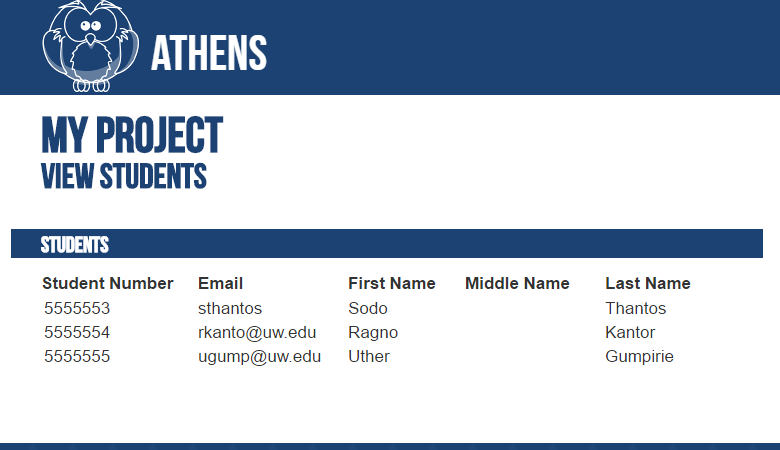 ATHENS
MY PROJECT
VIEW STUDENTS
STUDENTS
Student Number Email First Name Middle Name Last Name
5555553 sthantos Sodo Thantos
5555554 rkanto@uw.edu Ragno Kantor
5555555 ugump@uw.edu Uther Gumpirie